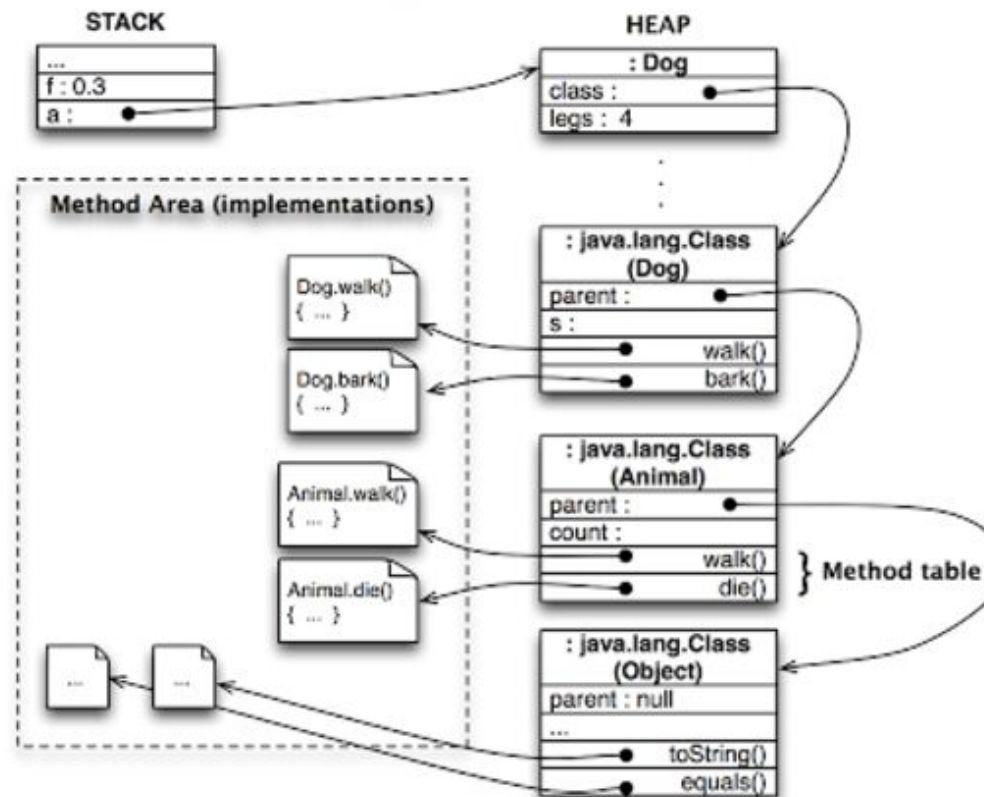 STACK
...
f : 0.3
a :
HEAP
: Dog
class :
legs : 4
.
.
.
Method Area (implementations)
Dog.walk()
{ ... }
Dog.bark()
{ ... }
Animal.walk()
{ ... }
Animal.die()
{ ... }
...
...
: java.lang.Class
(Dog)
parent :
s :
walk()
bark()
: java.lang.Class
(Animal)
parent :
count :
walk()
die()
} Method table
: java.lang.Class
(Object)
parent : null
...
toString()
equals()